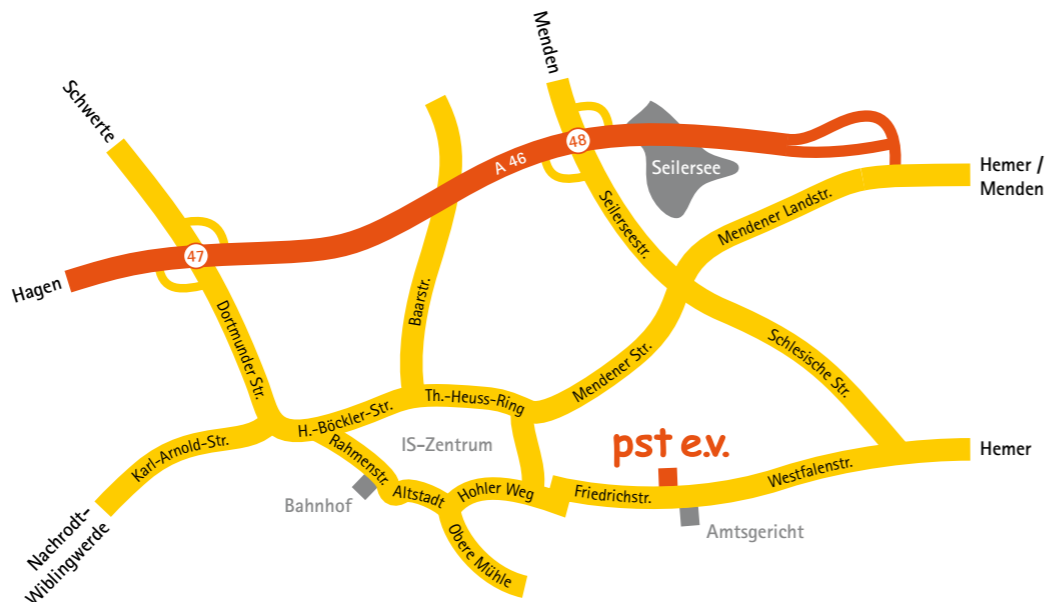 Menden
Schwerte
48
A 46
Seilersee
Hemer /
Menden
Mendener Landstr.
Seilerseestr.
47
Hagen
Dortmunder Str.
Baarstr.
Mendener Str.
Schlesische Str.
Th.-Heuss-Ring
H.-Böckler-Str.
Karl-Arnold-Str.
IS-Zentrum
pst e.v.
Hemer
Rahmenstr.
Westfalenstr.
Bahnhof
Altstadt
Hohler Weg
Friedrichstr.
Amtsgericht
Obere Mühle
Nachrodt-
Wiblingwerde